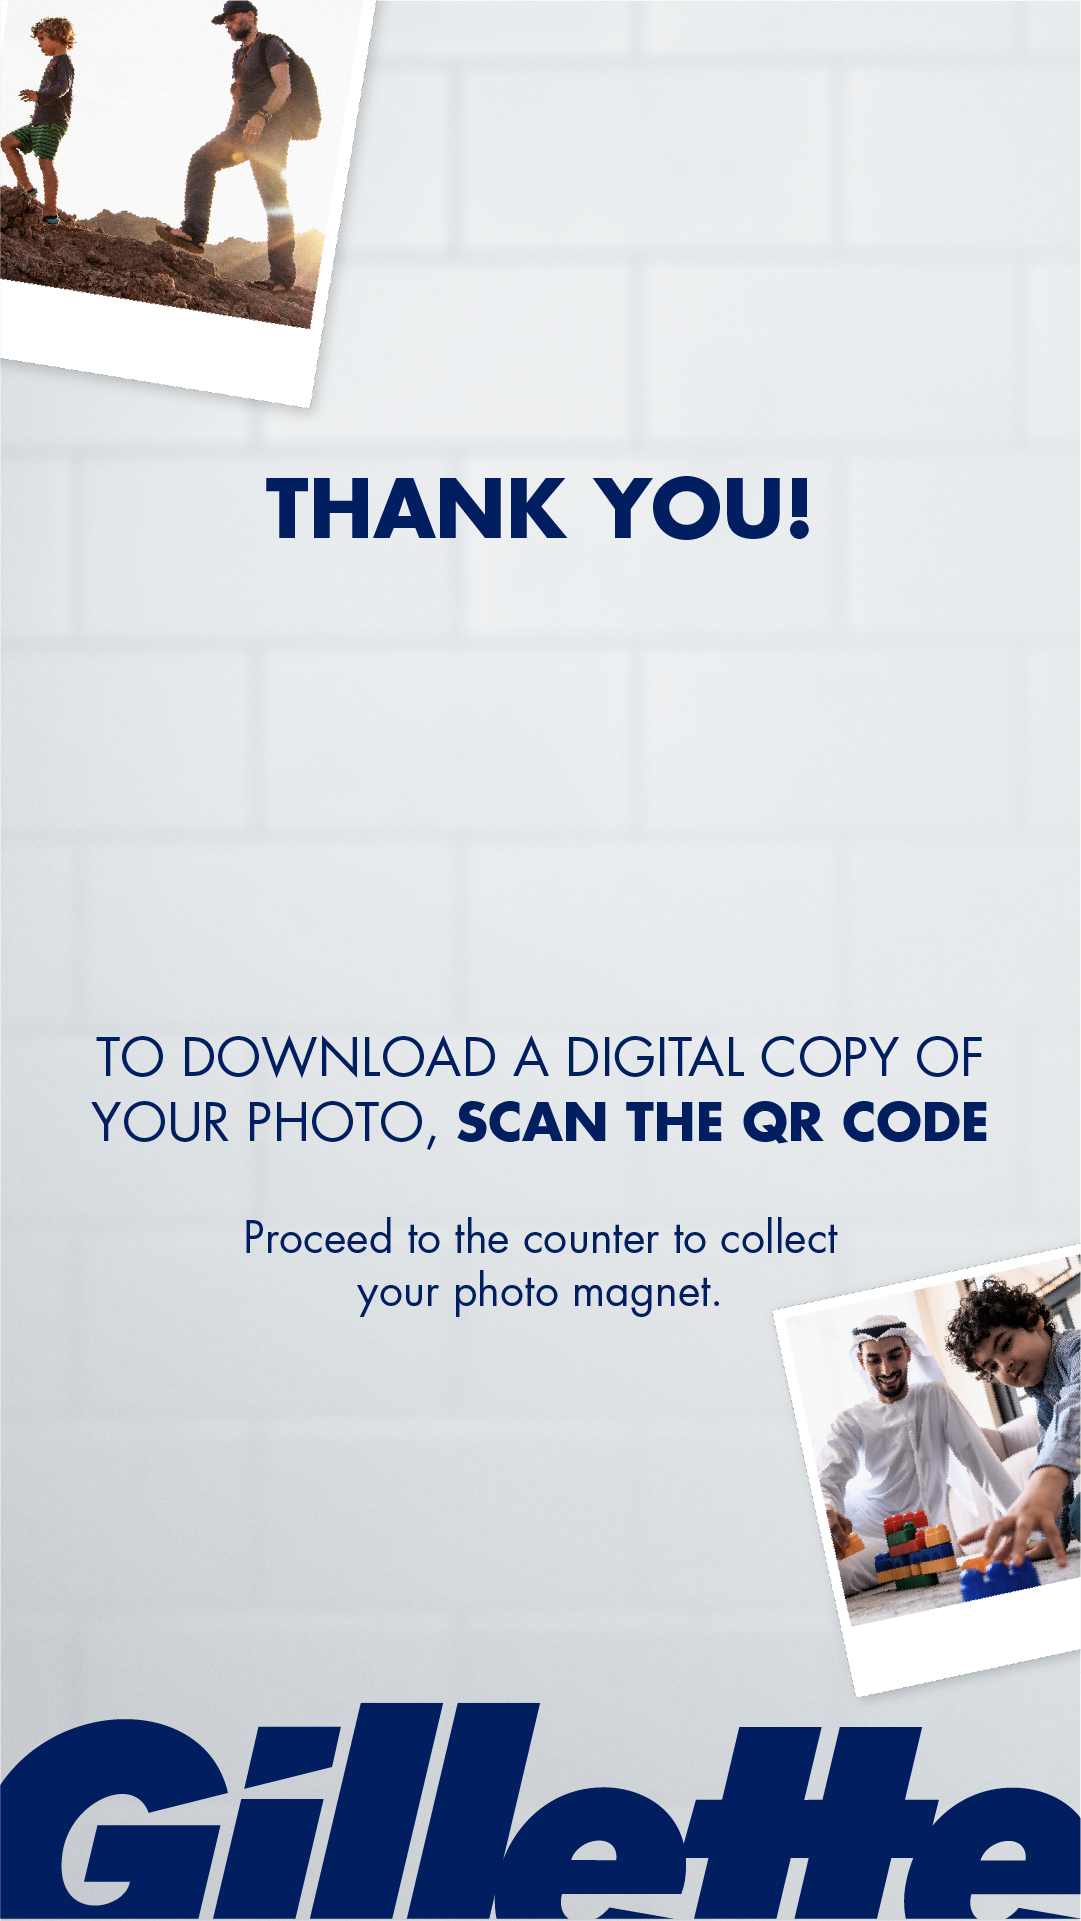 THANK YOU!
TO DOWNLOAD A DIGITAL COPY OF
YOUR PHOTO, SCAN THE QR CODE
Proceed to the counter to collect
your photo magnet.
Gillette